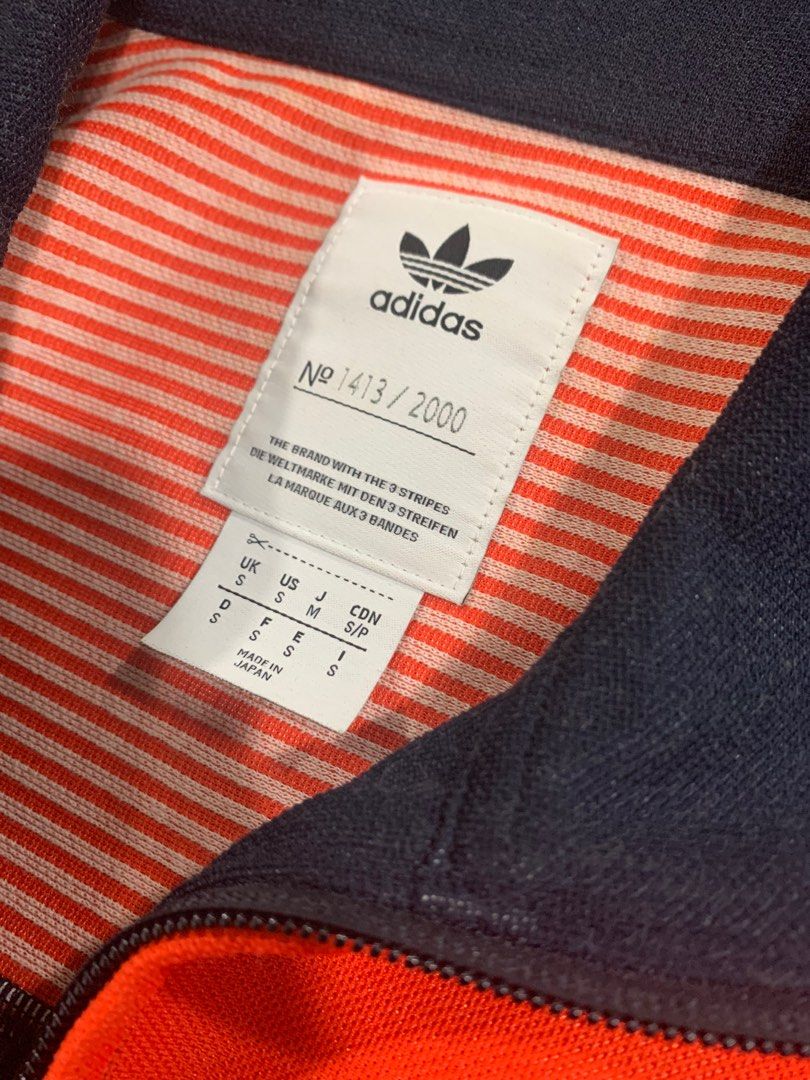 adidas
Nº 1413 / 2000
THE BRAND WITH THE 3 STRIPES
DIE WELTMARKE MIT DEN 3 STREIFEN
LA MARQUE AUX 3 BANDES
UK US J CDN
S S M S/P
D F E I
S S S S
MADE IN
JAPAN